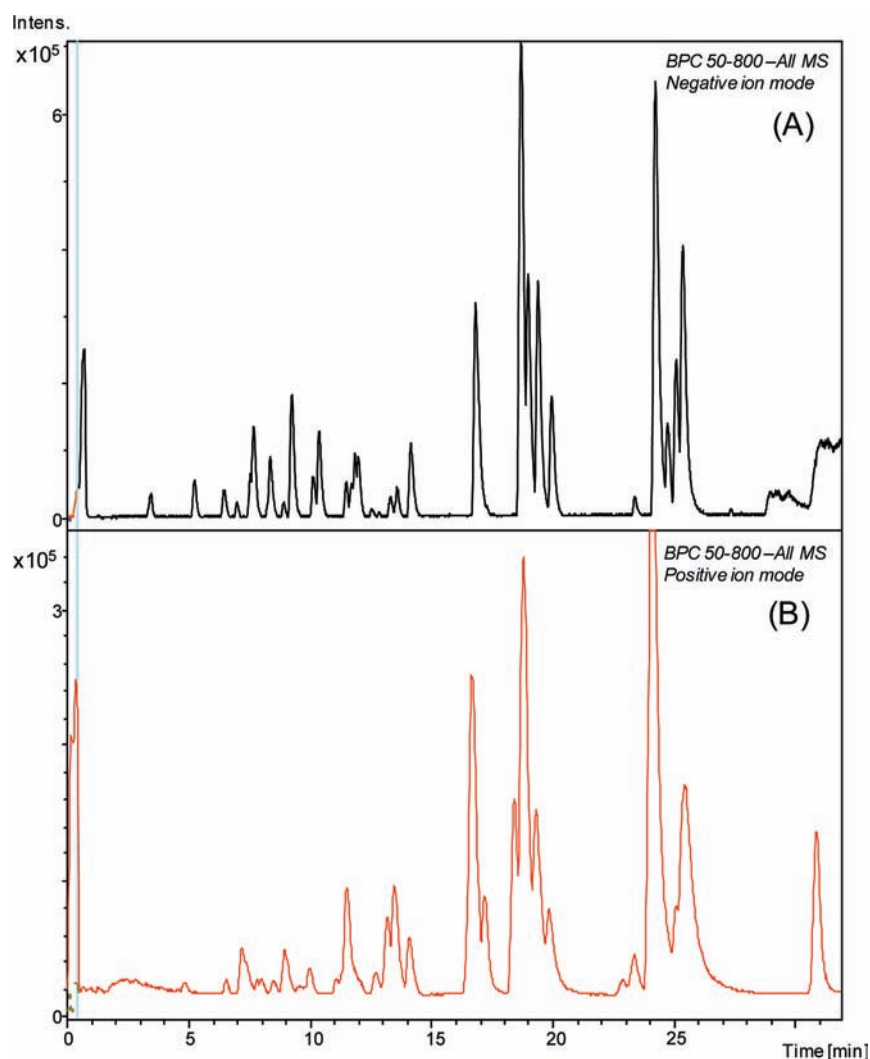 Intens.
x10⁵
BPC 50-800–All MS
Negative ion mode
(A)
6
0
x10⁵
BPC 50-800–All MS
Positive ion mode
(B)
3
0
0 5 10 15 20 25
Time [min]